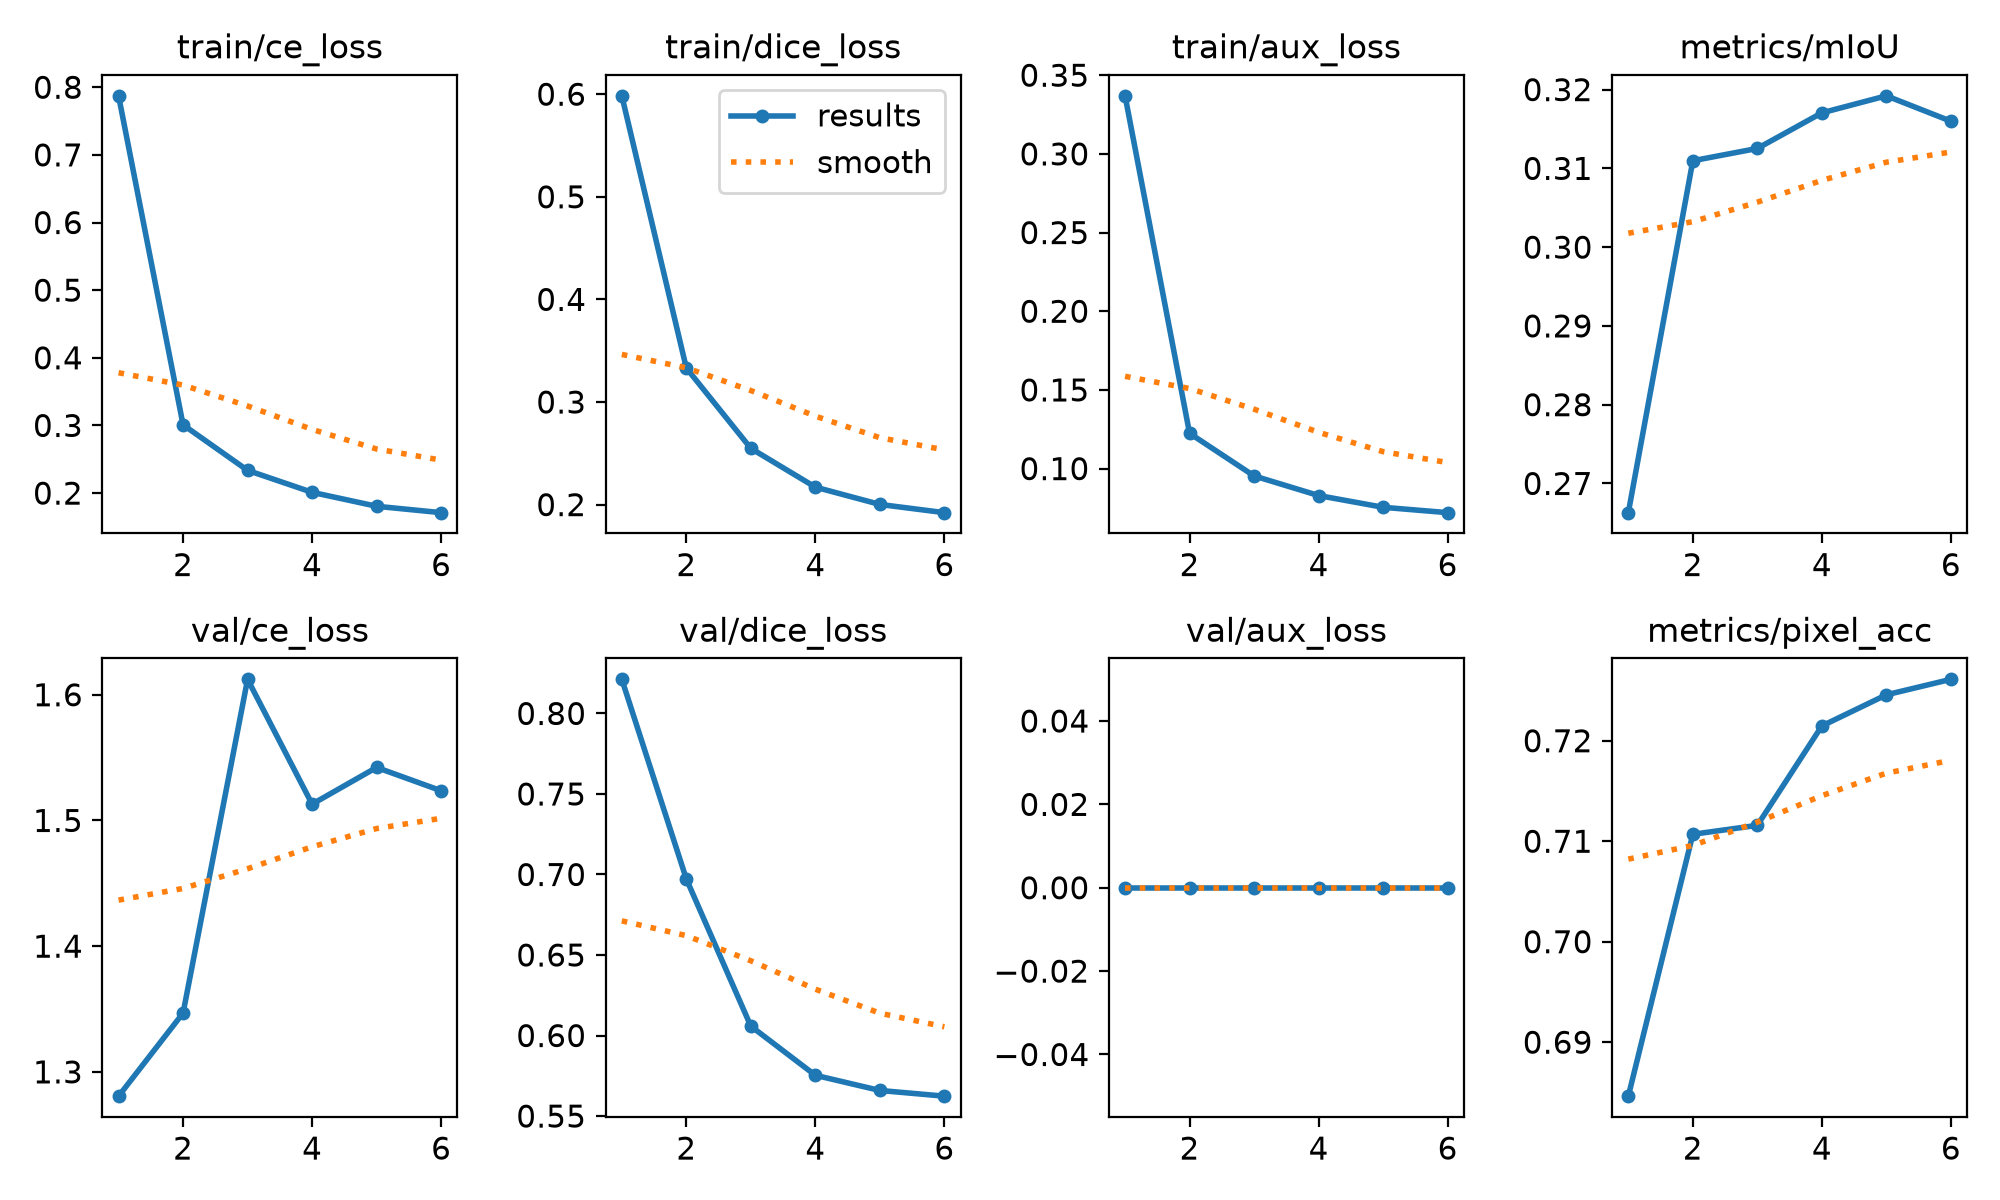 train/ce_loss
0.8
0.7
0.6
0.5
0.4
0.3
0.2
2 4 6
train/dice_loss
results
smooth
0.6
0.5
0.4
0.3
0.2
2 4 6
train/aux_loss
0.35
0.30
0.25
0.20
0.15
0.10
2 4 6
metrics/mIoU
0.32
0.31
0.30
0.29
0.28
0.27
2 4 6
val/ce_loss
1.6
1.5
1.4
1.3
2 4 6
val/dice_loss
0.80
0.75
0.70
0.65
0.60
0.55
2 4 6
val/aux_loss
0.04
0.02
0.00
−0.02
−0.04
2 4 6
metrics/pixel_acc
0.72
0.71
0.70
0.69
2 4 6